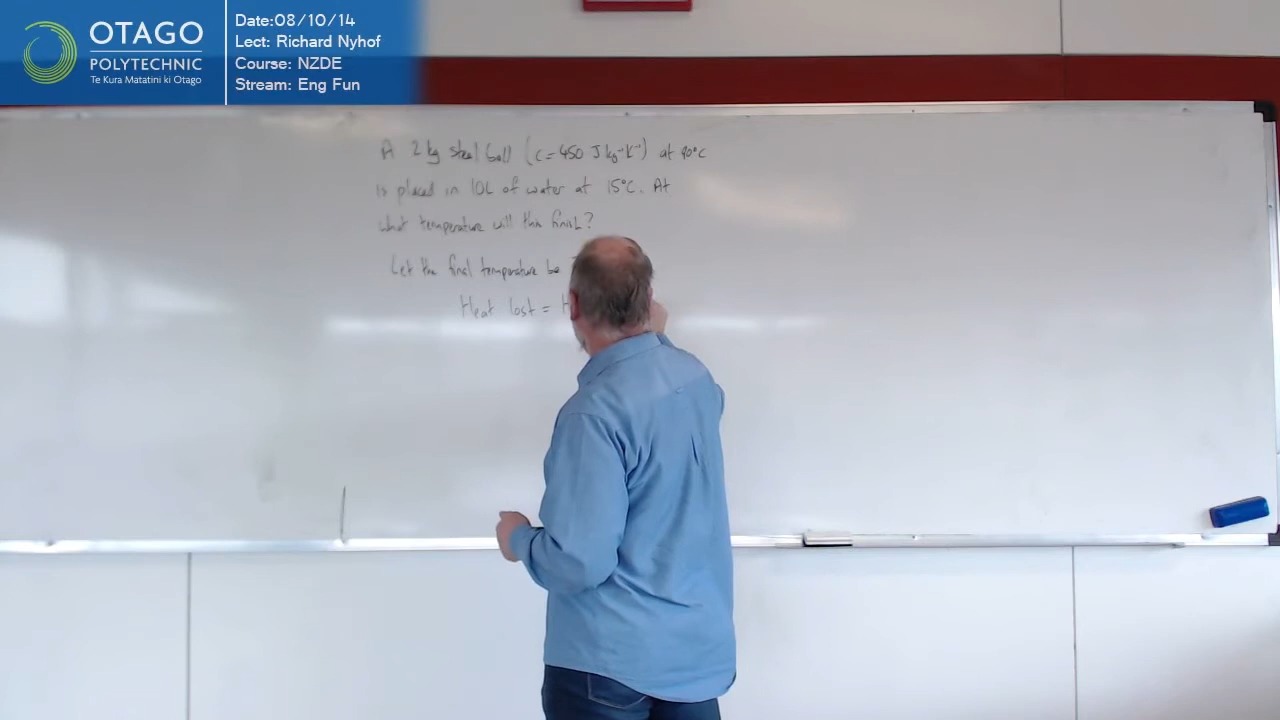 OTAGO
POLYTECHNIC
Te Kura Matatini ki Otago
Date:08/10/14
Lect: Richard Nyhof
Course: NZDE
Stream: Eng Fun
A 2 kg steel ball (c = 450 J kg⁻¹ K⁻¹) at 90°C
is placed in 10L of water at 15°C. At
what temperature will this finish?
Let the final temperature be
Heat lost = H